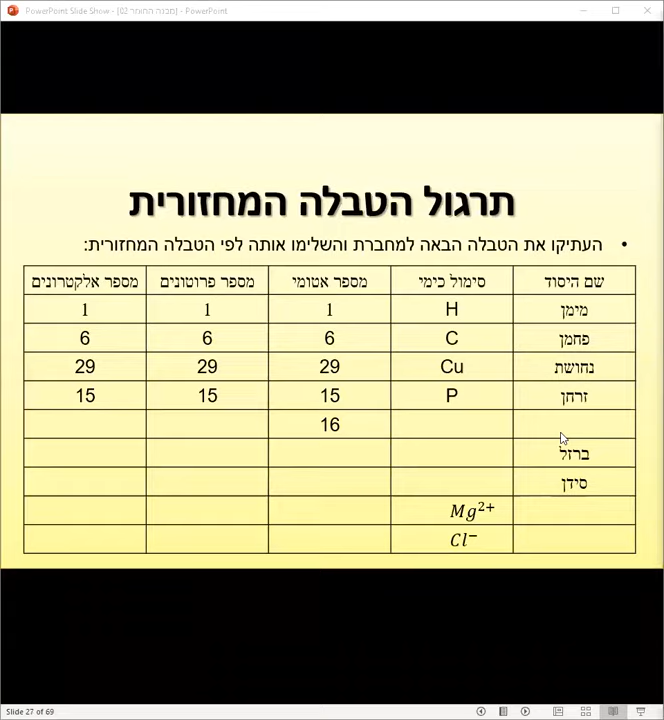 PowerPoint Slide Show - [מבנה החומר 02] - PowerPoint
תרגול הטבלה המחזורית
• העתיקו את הטבלה הבאה למחברת והשלימו אותה לפי הטבלה המחזורית:
שם היסוד סימול כימי מספר אטומי מספר פרוטונים מספר אלקטרונים
מימן H 1 1 1
פחמן C 6 6 6
נחושת Cu 29 29 29
זרחן P 15 15 15
16
ברזל
סידן
Mg²⁺
Cl⁻
Slide 27 of 69